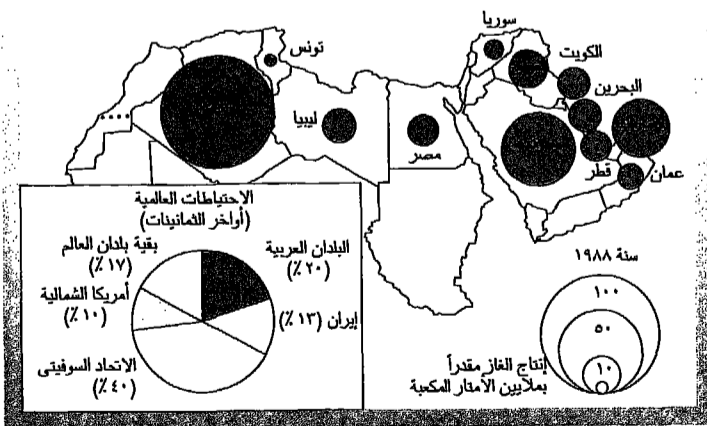 سوريا
تونس
الكويت
البحرين
ليبيا
مصر
قطر
عمان
الاحتياطات العالمية
(أواخر الثمانينات)
بقية بلدان العالم
(١٧ ٪)
البلدان العربية
(٢٠ ٪)
أمريكا الشمالية
(١٠ ٪)
إيران (١٣ ٪)
الاتحاد السوفيتى
(٤٠ ٪)
سنة ١٩٨٨
١٠٠
٥٠
١٠
إنتاج الغاز مقدراً
بملايين الأمتار المكعبة